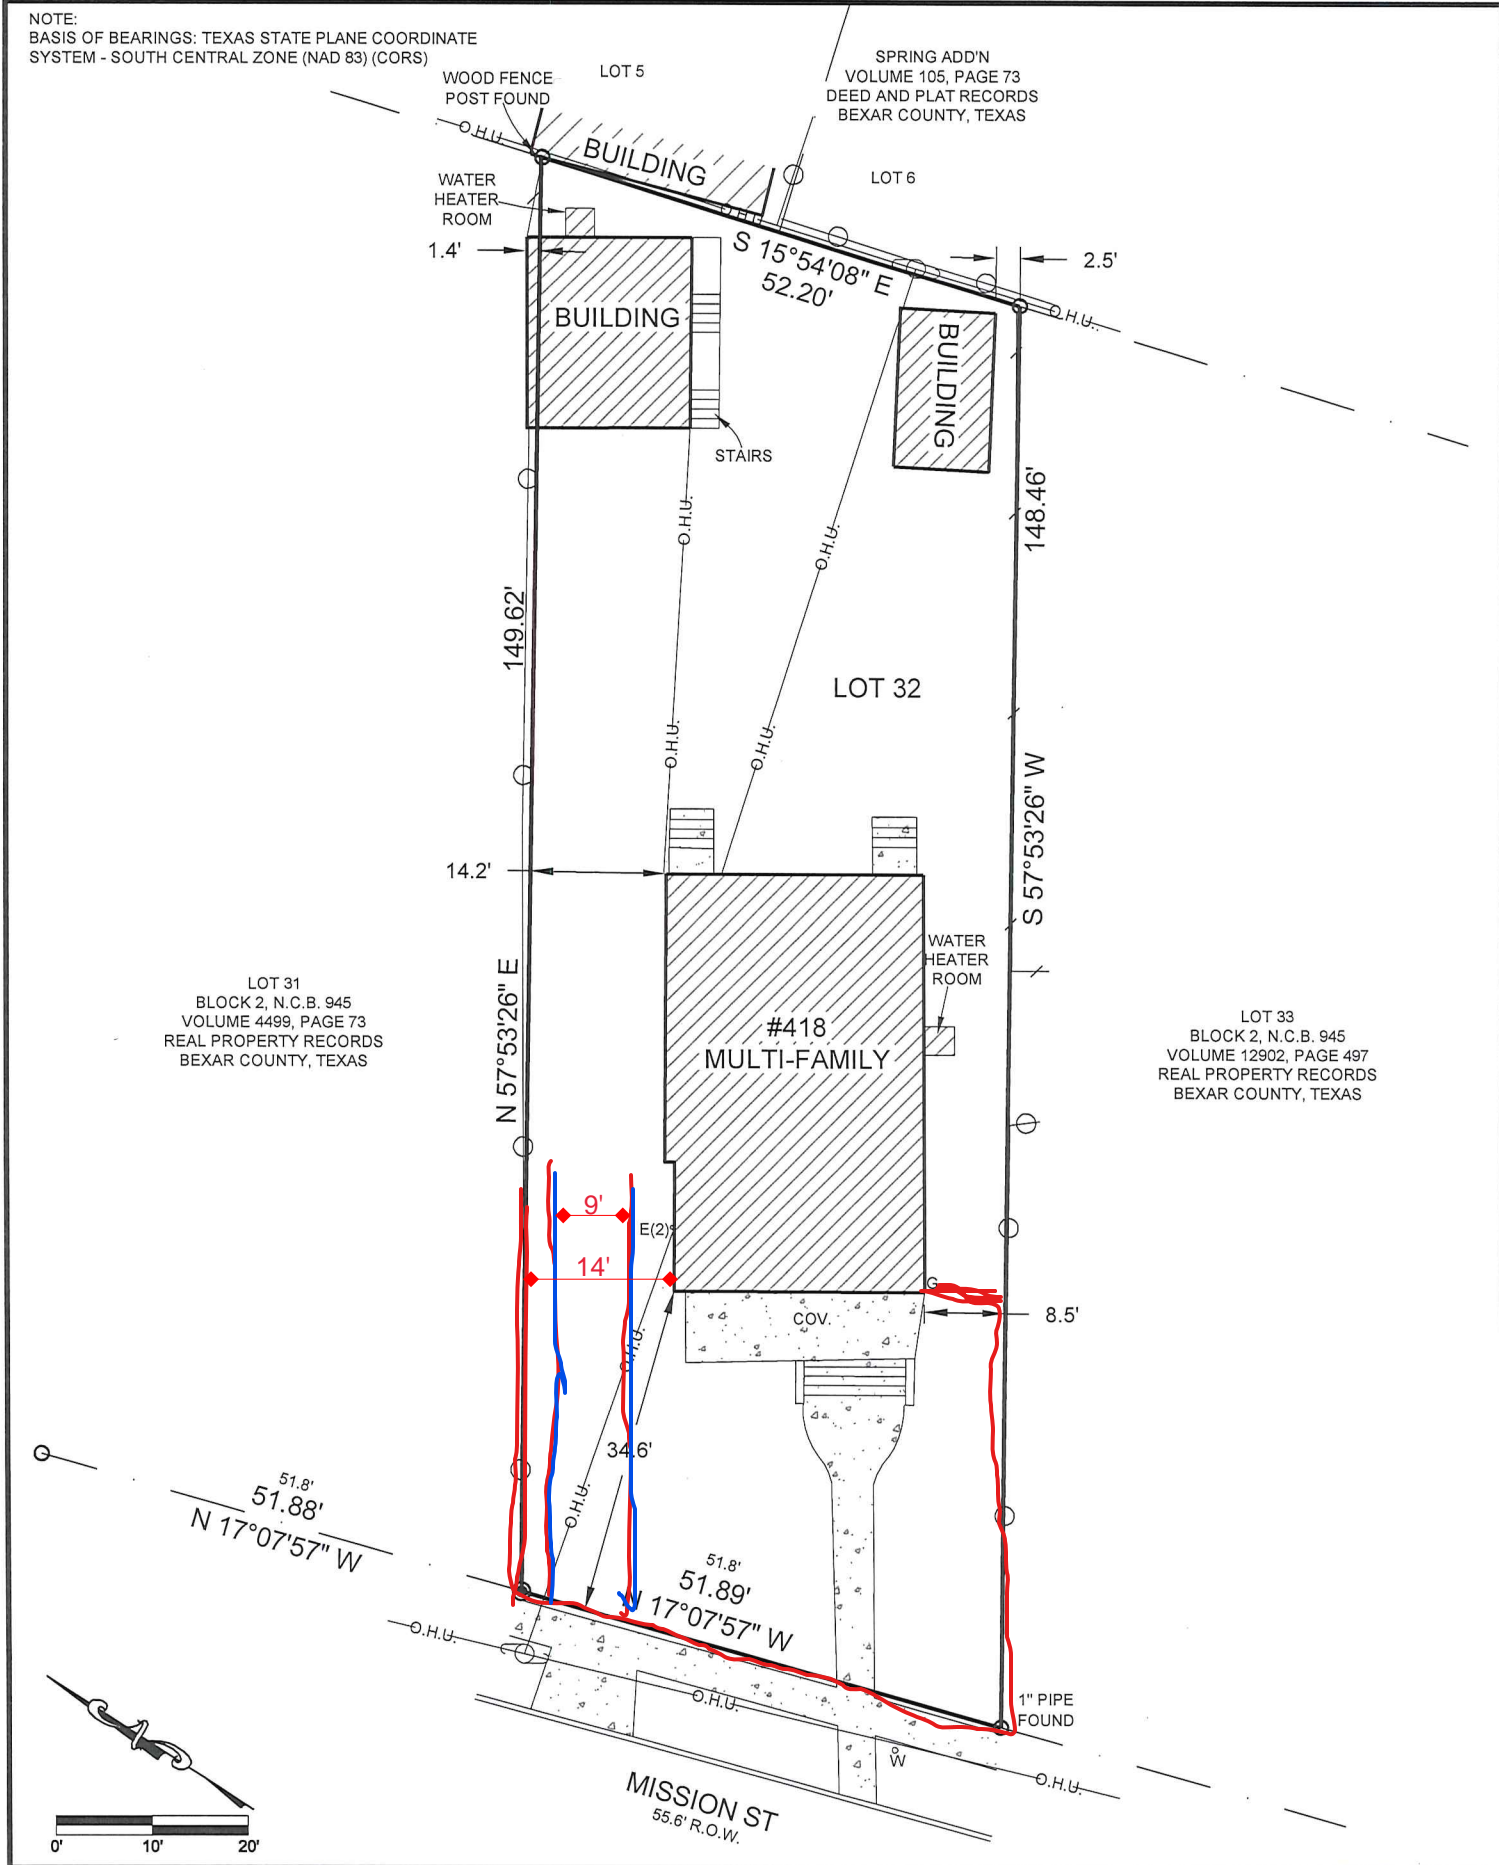 NOTE:
BASIS OF BEARINGS: TEXAS STATE PLANE COORDINATE
SYSTEM - SOUTH CENTRAL ZONE (NAD 83) (CORS)
LOT 5
SPRING ADD'N
VOLUME 105, PAGE 73
DEED AND PLAT RECORDS
BEXAR COUNTY, TEXAS
WOOD FENCE
POST FOUND
O.H.U.
BUILDING
LOT 6
WATER
HEATER
ROOM
1.4'
S 15°54'08" E
52.20'
2.5'
O.H.U.
BUILDING
BUILDING
STAIRS
O.H.U.
O.H.U.
148.46'
149.62'
LOT 32
O.H.U.
O.H.U.
S 57°53'26" W
14.2'
WATER
HEATER
ROOM
N 57°53'26" E
LOT 31
BLOCK 2, N.C.B. 945
VOLUME 4499, PAGE 73
REAL PROPERTY RECORDS
BEXAR COUNTY, TEXAS
#418
MULTI-FAMILY
LOT 33
BLOCK 2, N.C.B. 945
VOLUME 12902, PAGE 497
REAL PROPERTY RECORDS
BEXAR COUNTY, TEXAS
9'
E(2)
14'
G
COV.
8.5'
O.H.U.
34.6'
51.8'
51.88'
N 17°07'57" W
O.H.U.
51.8'
51.89'
N 17°07'57" W
O.H.U.
O.H.U.
1" PIPE
FOUND
W
O.H.U.
MISSION ST
55.6' R.O.W.
0' 10' 20'